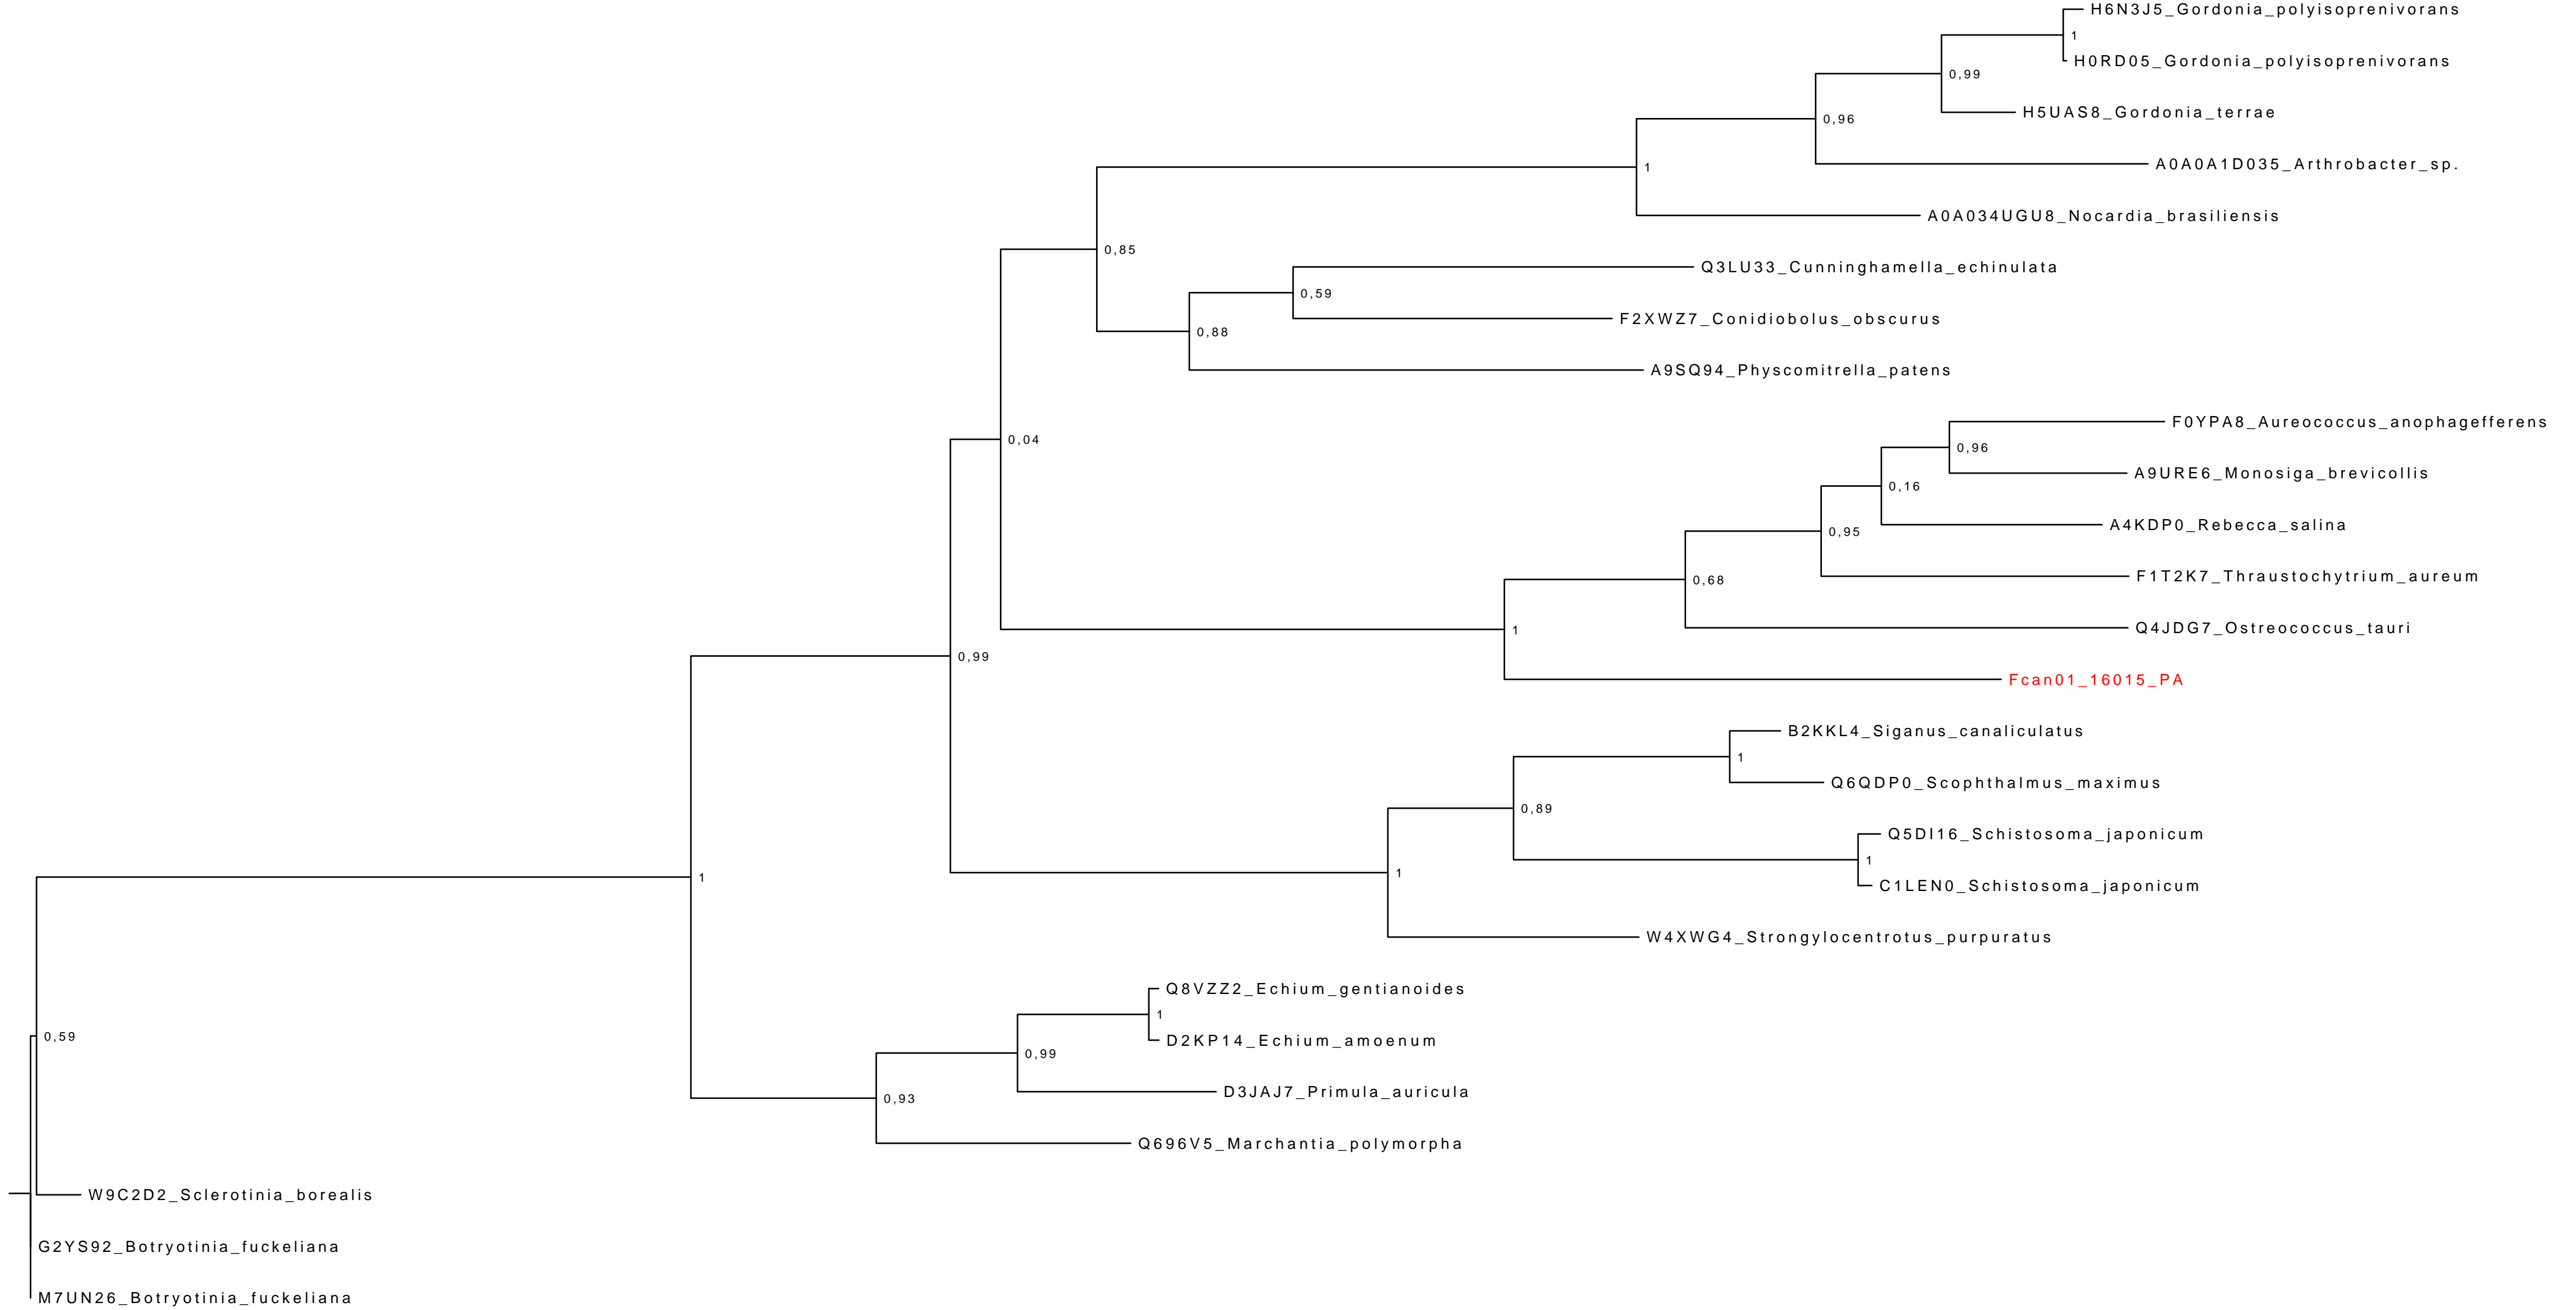 H6N3J5_Gordonia_polyisoprenivorans
1
H0RD05_Gordonia_polyisoprenivorans
0,99
H5UAS8_Gordonia_terrae
0,96
A0A0A1D035_Arthrobacter_sp.
1
A0A034UGU8_Nocardia_brasiliensis
0,85
Q3LU33_Cunninghamella_echinulata
0,59
F2XWZ7_Conidiobolus_obscurus
0,88
A9SQ94_Physcomitrella_patens
F0YPA8_Aureococcus_anophagefferens
0,04
0,96
A9URE6_Monosiga_brevicollis
0,16
A4KDP0_Rebecca_salina
0,95
F1T2K7_Thraustochytrium_aureum
0,68
Q4JDG7_Ostreococcus_tauri
1
0,99
Fcan01_16015_PA
B2KKL4_Siganus_canaliculatus
1
Q6QDP0_Scophthalmus_maximus
0,89
Q5DI16_Schistosoma_japonicum
1
1
1
C1LEN0_Schistosoma_japonicum
W4XWG4_Strongylocentrotus_purpuratus
Q8VZZ2_Echium_gentianoides
1
0,59
D2KP14_Echium_amoenum
0,99
D3JAJ7_Primula_auricula
0,93
Q696V5_Marchantia_polymorpha
W9C2D2_Sclerotinia_borealis
G2YS92_Botryotinia_fuckeliana
M7UN26_Botryotinia_fuckeliana